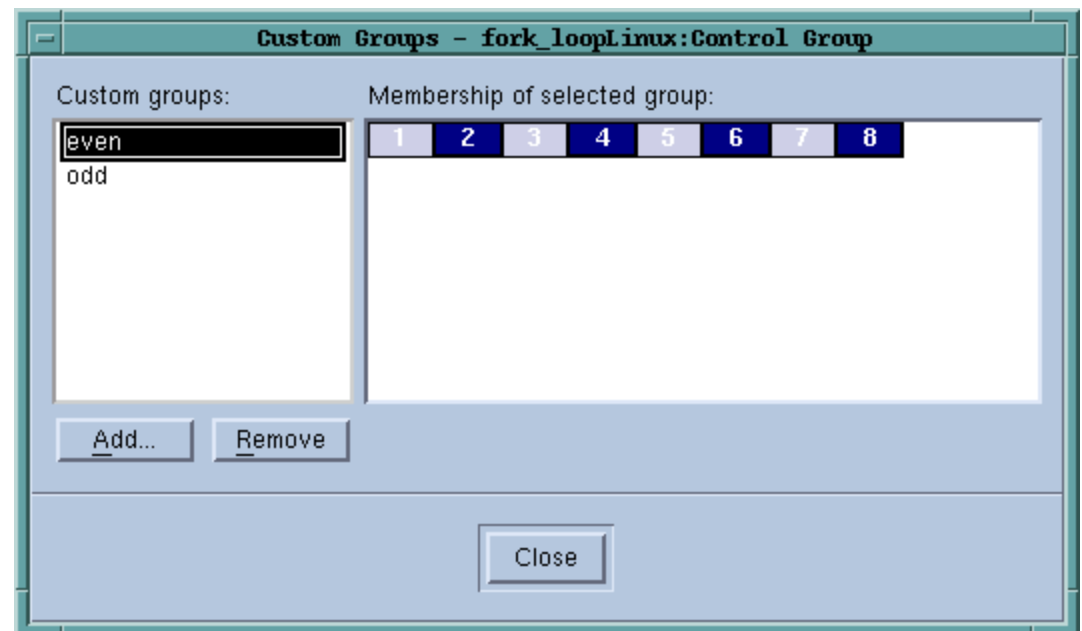 Custom Groups - fork_loopLinux:Control Group
Custom groups:
Membership of selected group:
even
odd
1 2 3 4 5 6 7 8
Add...
Remove
Close